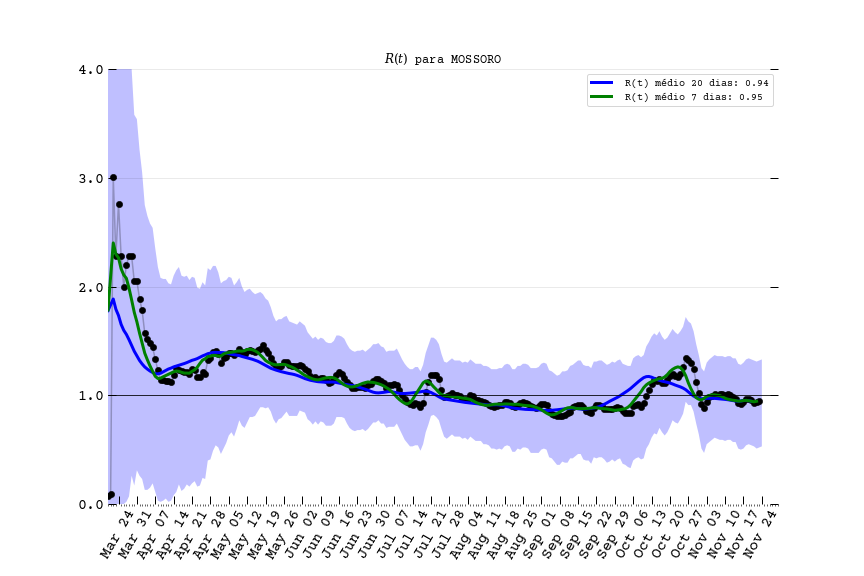 R(t) para MOSSORO
R(t) médio 20 dias: 0.94
R(t) médio 7 dias: 0.95
4.0
3.0
2.0
1.0
0.0
Mar 24
Mar 31
Apr 07
Apr 14
Apr 21
Apr 28
May 05
May 12
May 19
May 26
Jun 02
Jun 09
Jun 16
Jun 23
Jun 30
Jul 07
Jul 14
Jul 21
Jul 28
Aug 04
Aug 11
Aug 18
Aug 25
Sep 01
Sep 08
Sep 15
Sep 22
Sep 29
Oct 06
Oct 13
Oct 20
Oct 27
Nov 03
Nov 10
Nov 17
Nov 24